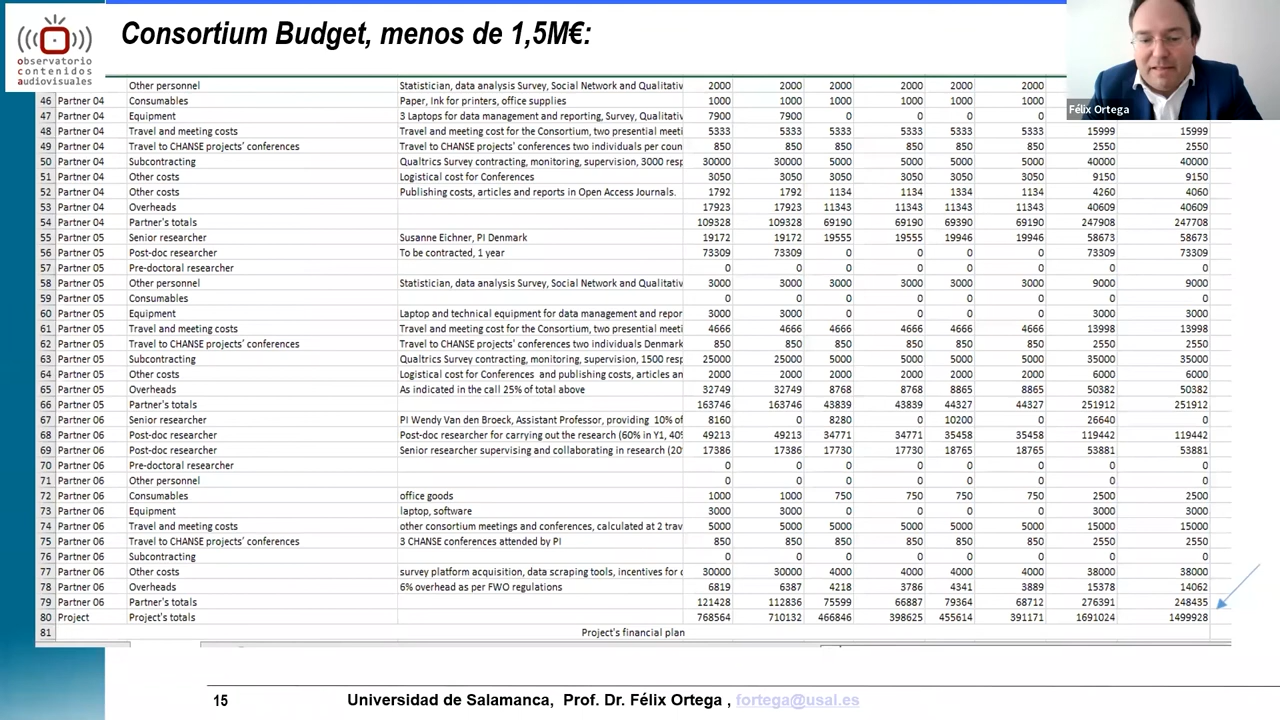 Consortium Budget, menos de 1,5M€:
observatorio
contenidos
audiovisuales
Félix Ortega
Other personnel Statistician, data analysis Survey, Social Network and Qualitativ 2000 2000 2000 2000 2000 2000
46 Partner 04 Consumables Paper, Ink for printers, office supplies 1000 1000 1000 1000 1000 1000
47 Partner 04 Equipment 3 Laptops for data management and reporting, Survey, Qualitativ 7900 7900 0 0 0 0
48 Partner 04 Travel and meeting costs Travel and meeting cost for the Consortium, two presential meeti 5333 5333 5333 5333 5333 5333 15999 15999
49 Partner 04 Travel to CHANSE projects' conferences Travel to CHANSE projects' conferences two individuals per coun 850 850 850 850 850 850 2550 2550
50 Partner 04 Subcontracting Qualtrics Survey contracting, monitoring, supervision, 3000 resp 30000 30000 5000 5000 5000 5000 40000 40000
51 Partner 04 Other costs Logistical cost for Conferences 3050 3050 3050 3050 3050 3050 9150 9150
52 Partner 04 Other costs Publishing costs, articles and reports in Open Access Journals. 1792 1792 1134 1134 1334 1134 4260 4060
53 Partner 04 Overheads 17923 17923 11343 11343 11343 11343 40609 40609
54 Partner 04 Partner's totals 109328 109328 69190 69190 69390 69190 247908 247708
55 Partner 05 Senior researcher Susanne Eichner, PI Denmark 19172 19172 19555 19555 19946 19946 58673 58673
56 Partner 05 Post-doc researcher To be contracted, 1 year 73309 73309 0 0 0 0 73309 73309
57 Partner 05 Pre-doctoral researcher 0 0 0 0 0 0 0 0
58 Partner 05 Other personnel Statistician, data analysis Survey, Social Network and Qualitativ 3000 3000 3000 3000 3000 3000 9000 9000
59 Partner 05 Consumables 0 0 0 0 0 0 0 0
60 Partner 05 Equipment Laptop and technical equipment for data management and repor 3000 3000 0 0 0 0 3000 3000
61 Partner 05 Travel and meeting costs Travel and meeting cost for the Consortium, two presential meeti 4666 4666 4666 4666 4666 4666 13998 13998
62 Partner 05 Travel to CHANSE projects' conferences Travel to CHANSE projects' conferences two individuals Denmark 850 850 850 850 850 850 2550 2550
63 Partner 05 Subcontracting Qualtrics Survey contracting, monitoring, supervision, 1500 resp 25000 25000 5000 5000 5000 5000 35000 35000
64 Partner 05 Other costs Logistical cost for Conferences and publishing costs, articles an 2000 2000 2000 2000 2000 2000 6000 6000
65 Partner 05 Overheads As indicated in the call 25% of total above 32749 32749 8768 8768 8865 8865 50382 50382
66 Partner 05 Partner's totals 163746 163746 43839 43839 44327 44327 251912 251912
67 Partner 06 Senior researcher PI Wendy Van den Broeck, Assistant Professor, providing 10% of 8160 0 8280 0 10200 0 26640 0
68 Partner 06 Post-doc researcher Post-doc researcher for carrying out the research (60% in Y1, 40% 49213 49213 34771 34771 35458 35458 119442 119442
69 Partner 06 Post-doc researcher Senior researcher supervising and collaborating in research (20% 17386 17386 17730 17730 18765 18765 53881 53881
70 Partner 06 Pre-doctoral researcher 0 0 0 0 0 0 0 0
71 Partner 06 Other personnel 0 0 0 0 0 0 0 0
72 Partner 06 Consumables office goods 1000 1000 750 750 750 750 2500 2500
73 Partner 06 Equipment laptop, software 3000 3000 0 0 0 0 3000 3000
74 Partner 06 Travel and meeting costs other consortium meetings and conferences, calculated at 2 trav 5000 5000 5000 5000 5000 5000 15000 15000
75 Partner 06 Travel to CHANSE projects' conferences 3 CHANSE conferences attended by PI 850 850 850 850 850 850 2550 2550
76 Partner 06 Subcontracting 0 0 0 0 0 0 0 0
77 Partner 06 Other costs survey platform acquisition, data scraping tools, incentives for 30000 30000 4000 4000 4000 4000 38000 38000
78 Partner 06 Overheads 6% overhead as per FWO regulations 6819 6387 4218 3786 4341 3889 15378 14062
79 Partner 06 Partner's totals 121428 112836 75599 66887 79364 68712 276391 248435
80 Project Project's totals 768564 710132 466846 398625 455614 391171 1691024 1499928
81 Project's financial plan
15 Universidad de Salamanca, Prof. Dr. Félix Ortega , fortega@usal.es